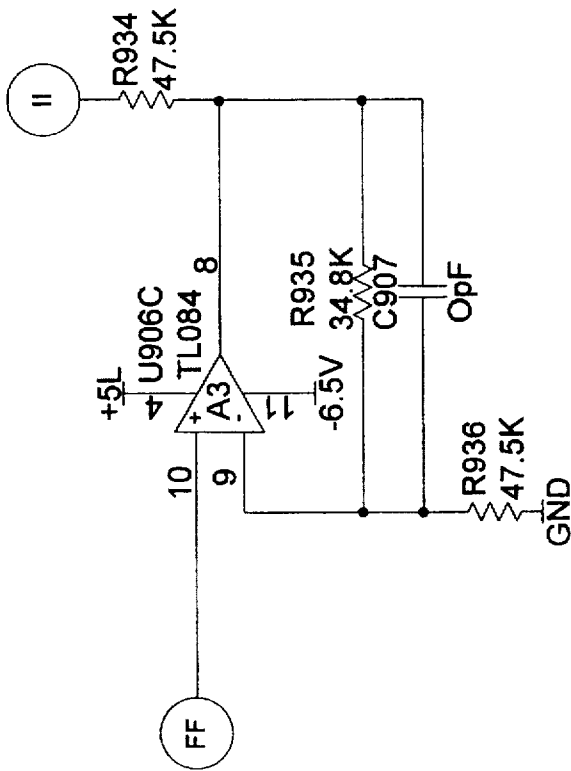 II
R934
47.5K
+5L
4
U906C
TL084
8
10
+
A3
9
-
11
-6.5V
R935
34.8K
C907
OpF
R936
47.5K
GND
FF